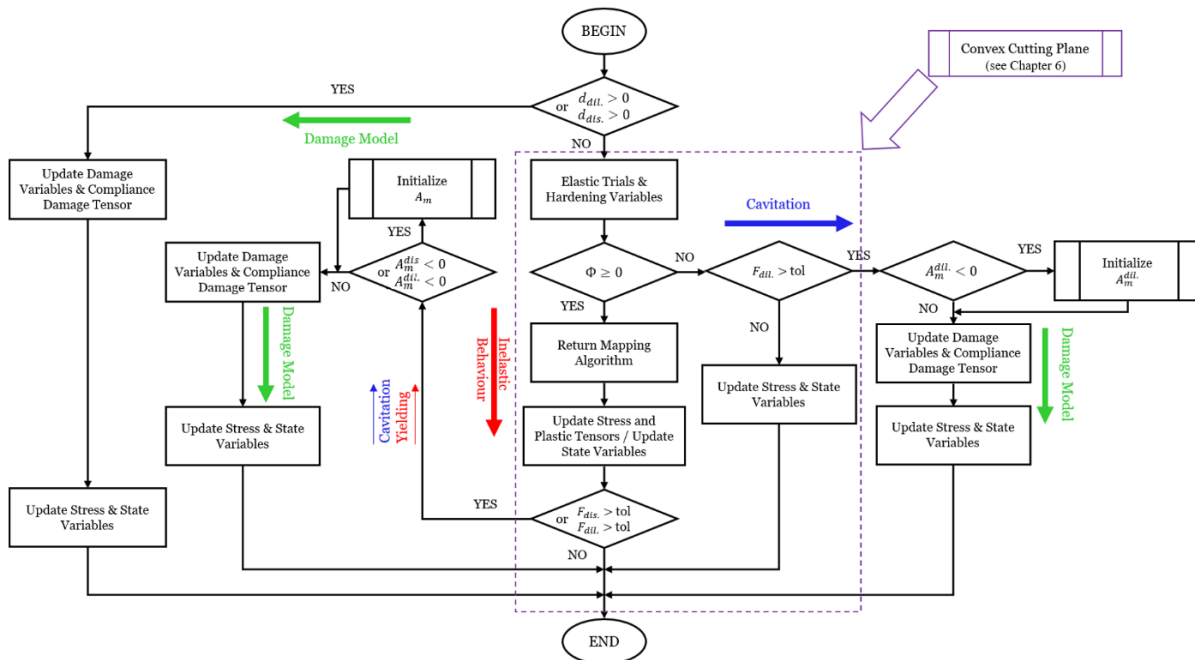 BEGIN
Convex Cutting Plane
(see Chapter 6)
YES
or
d_dil. > 0
d_dis. > 0
Damage Model
NO
Update Damage
Variables & Compliance
Damage Tensor
Initialize
A_m
Elastic Trials &
Hardening Variables
Cavitation
YES
Update Damage
Variables & Compliance
Damage Tensor
NO
or
A_m^dis < 0
A_m^dil. < 0
Φ ≥ 0
NO
F_dil. > tol
YES
A_m^dil. < 0
YES
Initialize
A_m^dil.
YES
NO
NO
Damage Model
Cavitation
Yielding
Inelastic
Behaviour
Return Mapping
Algorithm
Update Damage
Variables & Compliance
Damage Tensor
Damage Model
Update Stress & State
Variables
Update Stress & State
Variables
Update Stress and
Plastic Tensors / Update
State Variables
Update Stress & State
Variables
Update Stress & State
Variables
YES
or
F_dis. > tol
F_dil. > tol
NO
END